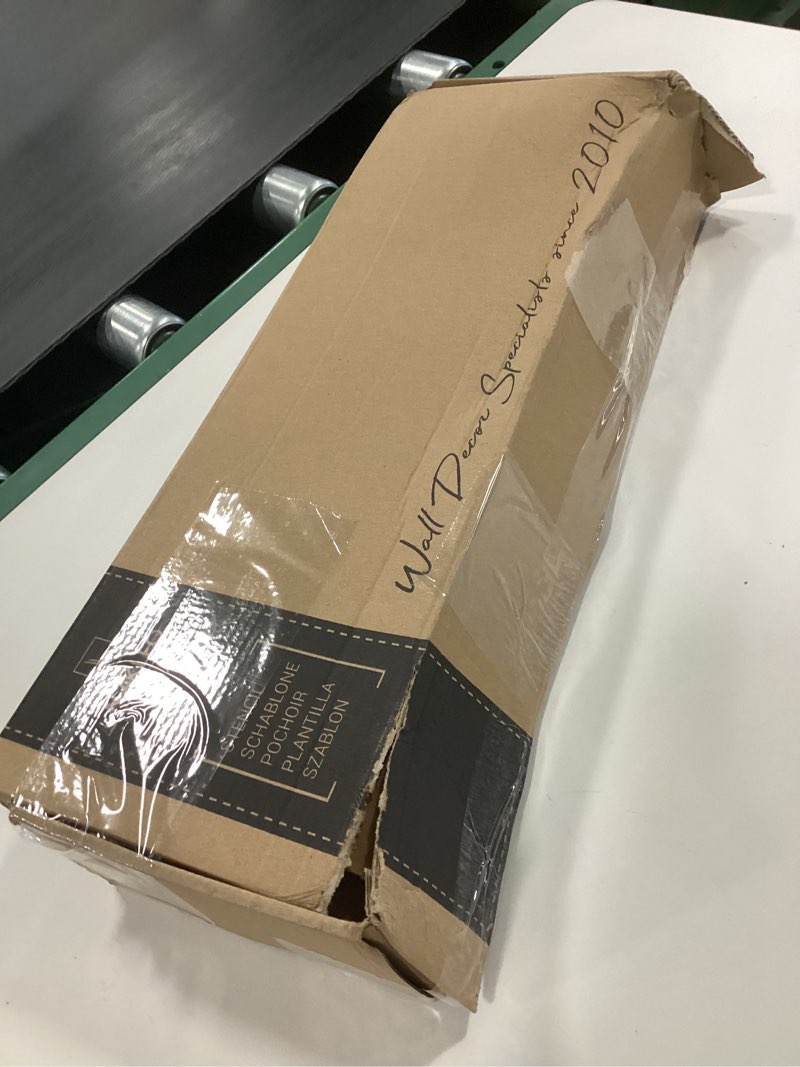 Wall Decor Specialists since 2010
STENCIL
SCHABLONE
POCHOIR
PLANTILLA
SZABLON